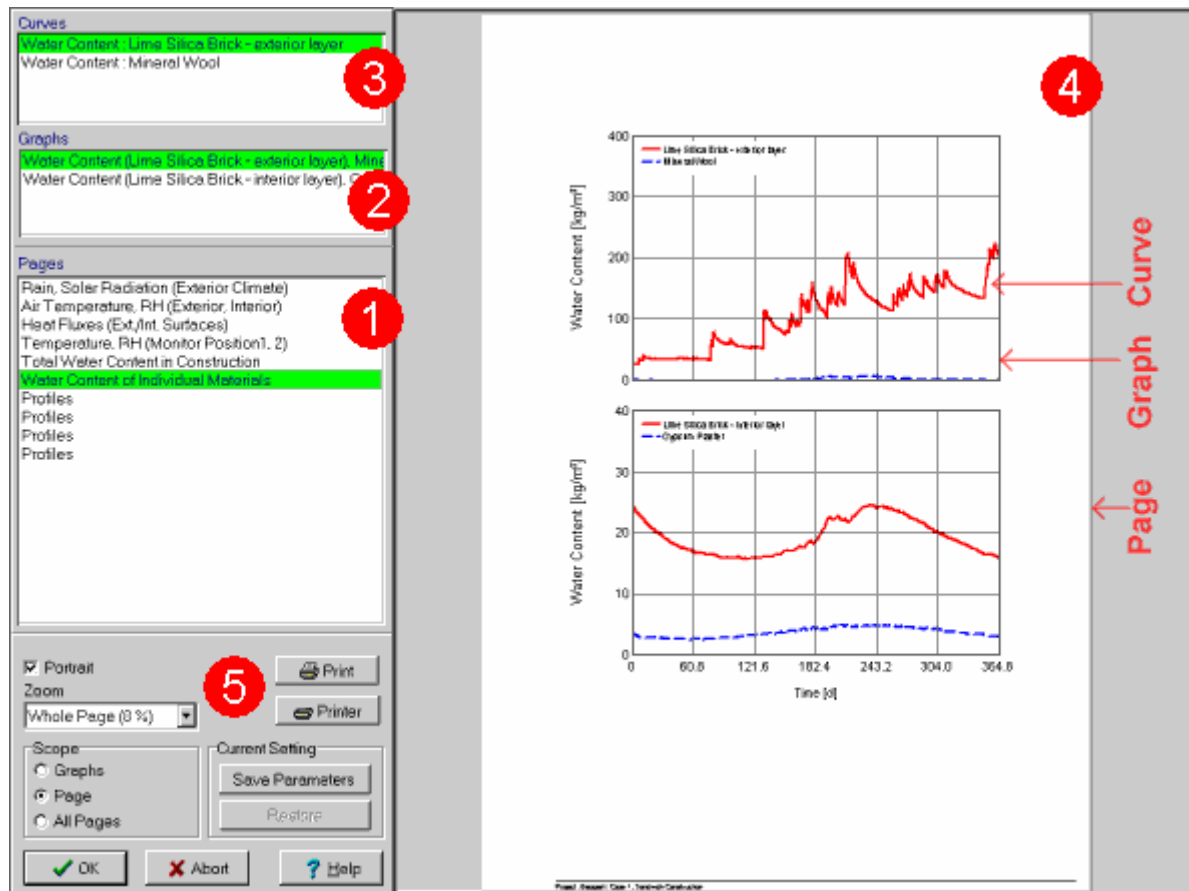 Curves
Water Content : Lime Silica Brick - exterior layer
Water Content : Mineral Wool
3
Graphs
Water Content (Lime Silica Brick - exterior layer), Mine
Water Content (Lime Silica Brick - interior layer), G
2
Pages
Rain, Solar Radiation (Exterior Climate)
Air Temperature, RH (Exterior, Interior)
Heat Fluxes (Ext./Int. Surfaces)
Temperature, RH (Monitor Position1, 2)
Total Water Content in Construction
Water Content of Individual Materials
Profiles
Profiles
Profiles
Profiles
1
Portrait
Zoom
Whole Page (8 %)
5
Print
Printer
Scope
Graphs
Page
All Pages
Current Setting
Save Parameters
Restore
OK
Abort
Help
4
400
300
200
100
0
Water Content [kg/m³]
Lime Silica Brick - exterior layer
Mineral Wool
40
30
20
10
0
Water Content [kg/m³]
Lime Silica Brick - interior layer
Gypsum Plaster
0 60.8 121.6 182.4 243.2 304.0 364.8
Time [d]
Curve
Graph
Page